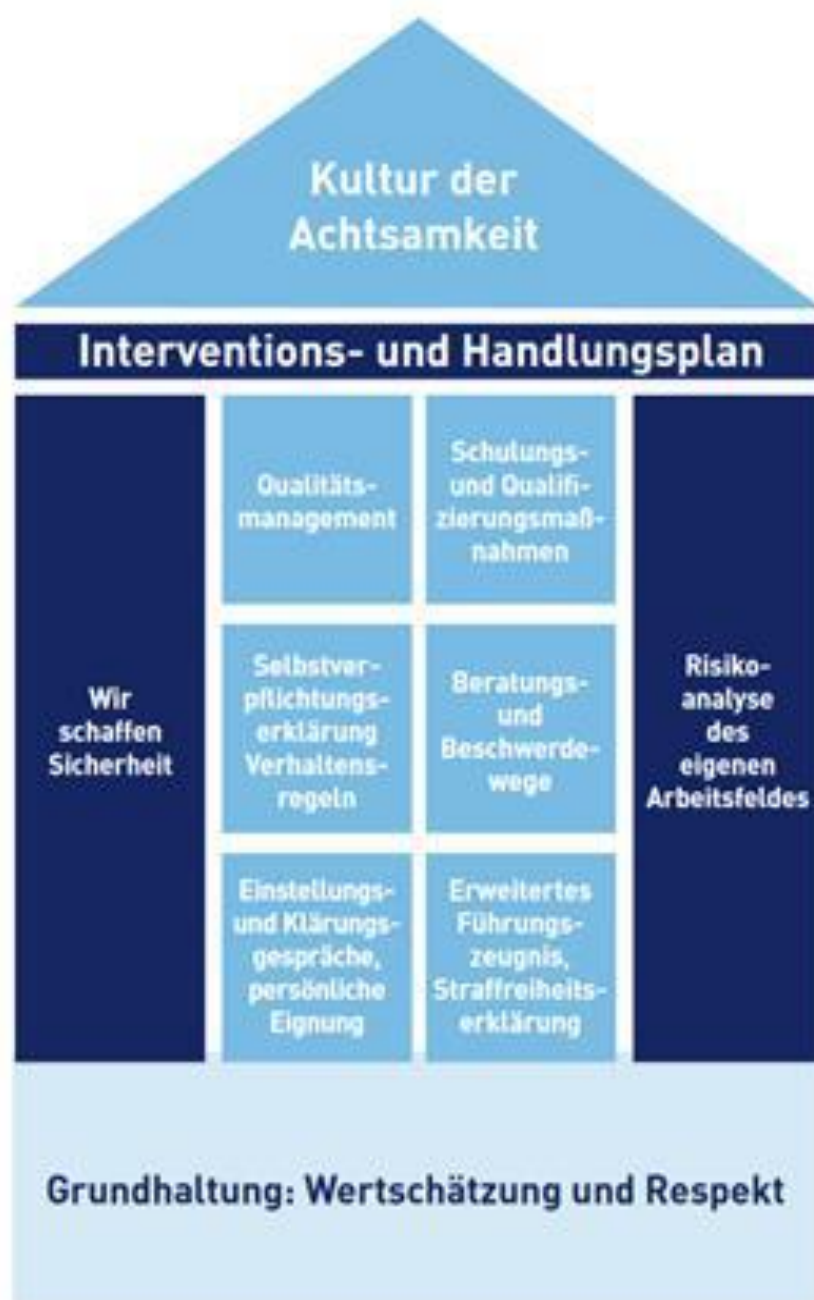 Kultur der
Achtsamkeit
Interventions- und Handlungsplan
Wir
schaffen
Sicherheit
Qualitäts-
management
Schulungs-
und Qualifi-
zierungsmaß-
nahmen
Selbstver-
pflichtungs-
erklärung
Verhaltens-
regeln
Beratungs-
und
Beschwerde-
wege
Einstellungs-
und Klärungs-
gespräche,
persönliche
Eignung
Erweitertes
Führungs-
zeugnis,
Straffreiheits-
erklärung
Risiko-
analyse
des
eigenen
Arbeitsfeldes
Grundhaltung: Wertschätzung und Respekt